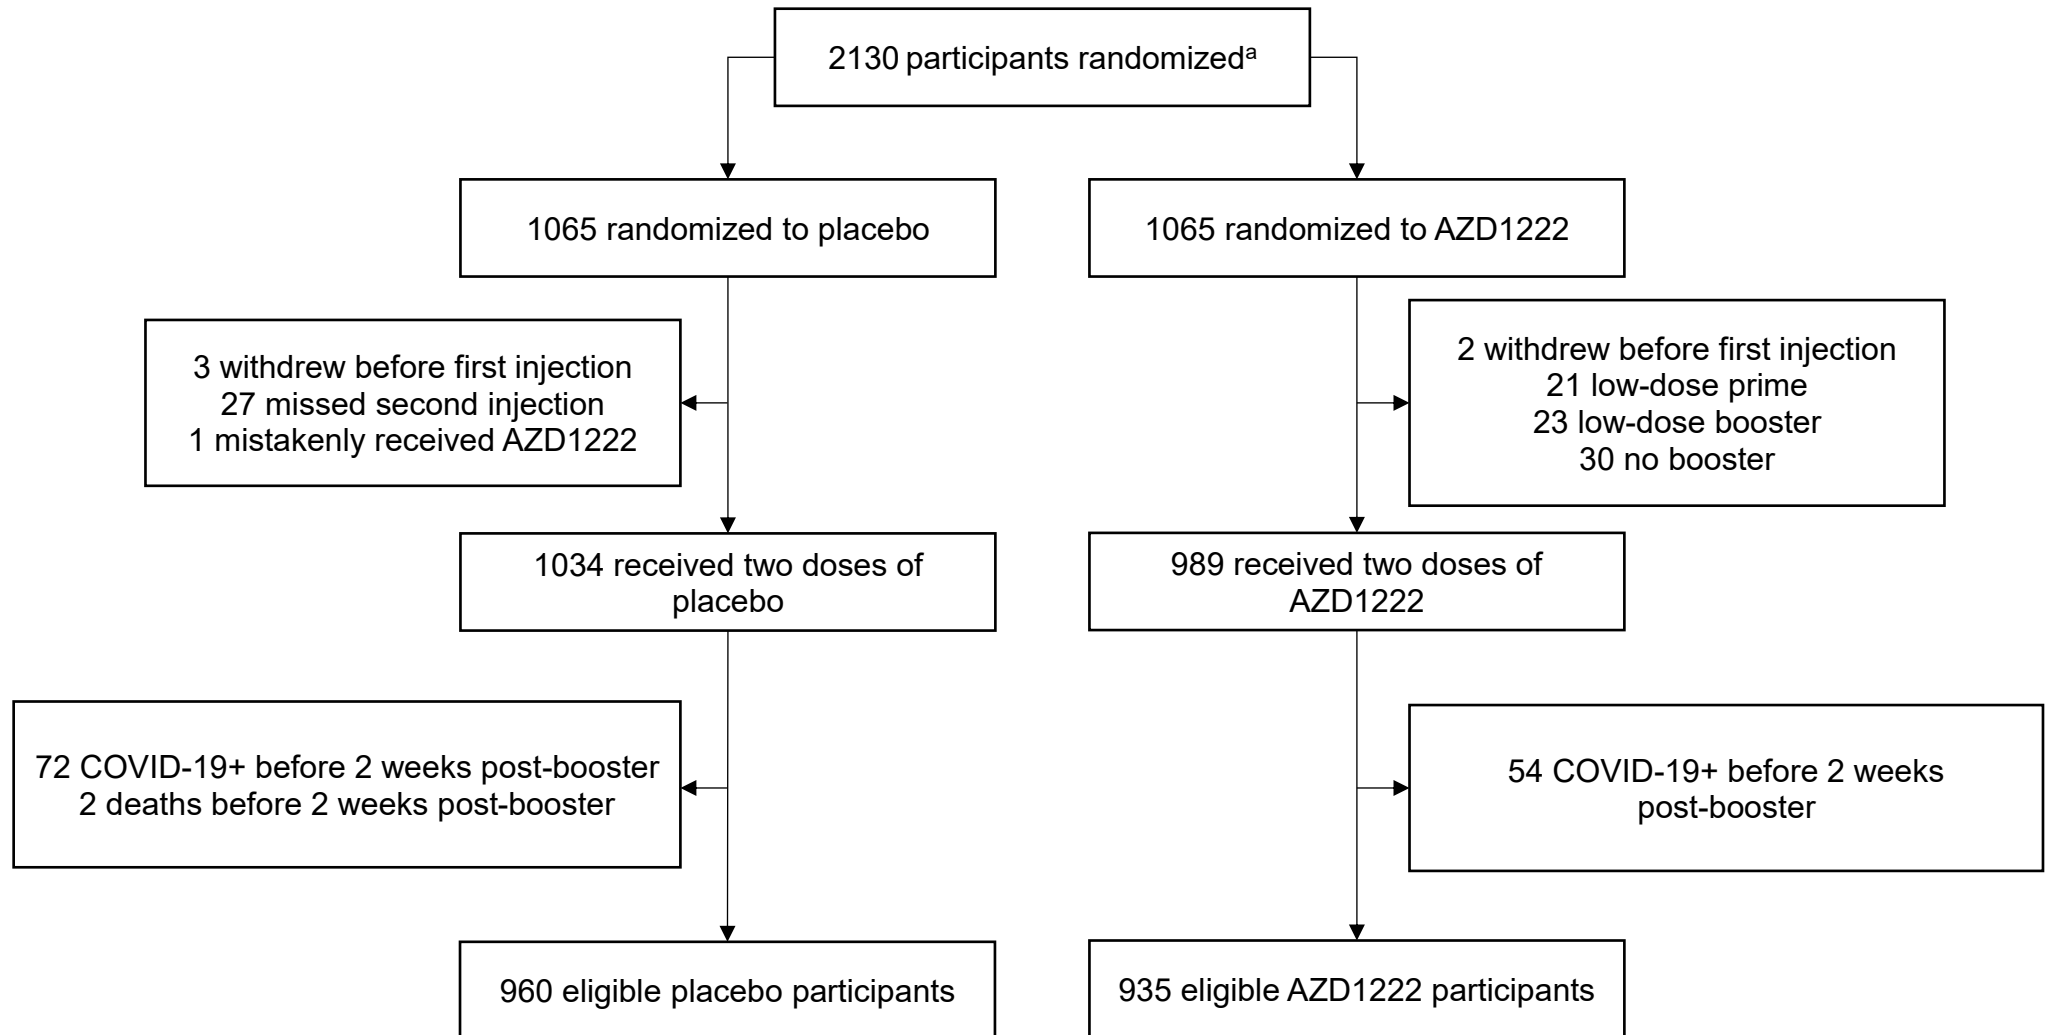 2130 participants randomizedᵃ
1065 randomized to placebo
1065 randomized to AZD1222
3 withdrew before first injection
27 missed second injection
1 mistakenly received AZD1222
2 withdrew before first injection
21 low-dose prime
23 low-dose booster
30 no booster
1034 received two doses of
placebo
989 received two doses of
AZD1222
72 COVID-19+ before 2 weeks post-booster
2 deaths before 2 weeks post-booster
54 COVID-19+ before 2 weeks
post-booster
960 eligible placebo participants
935 eligible AZD1222 participants